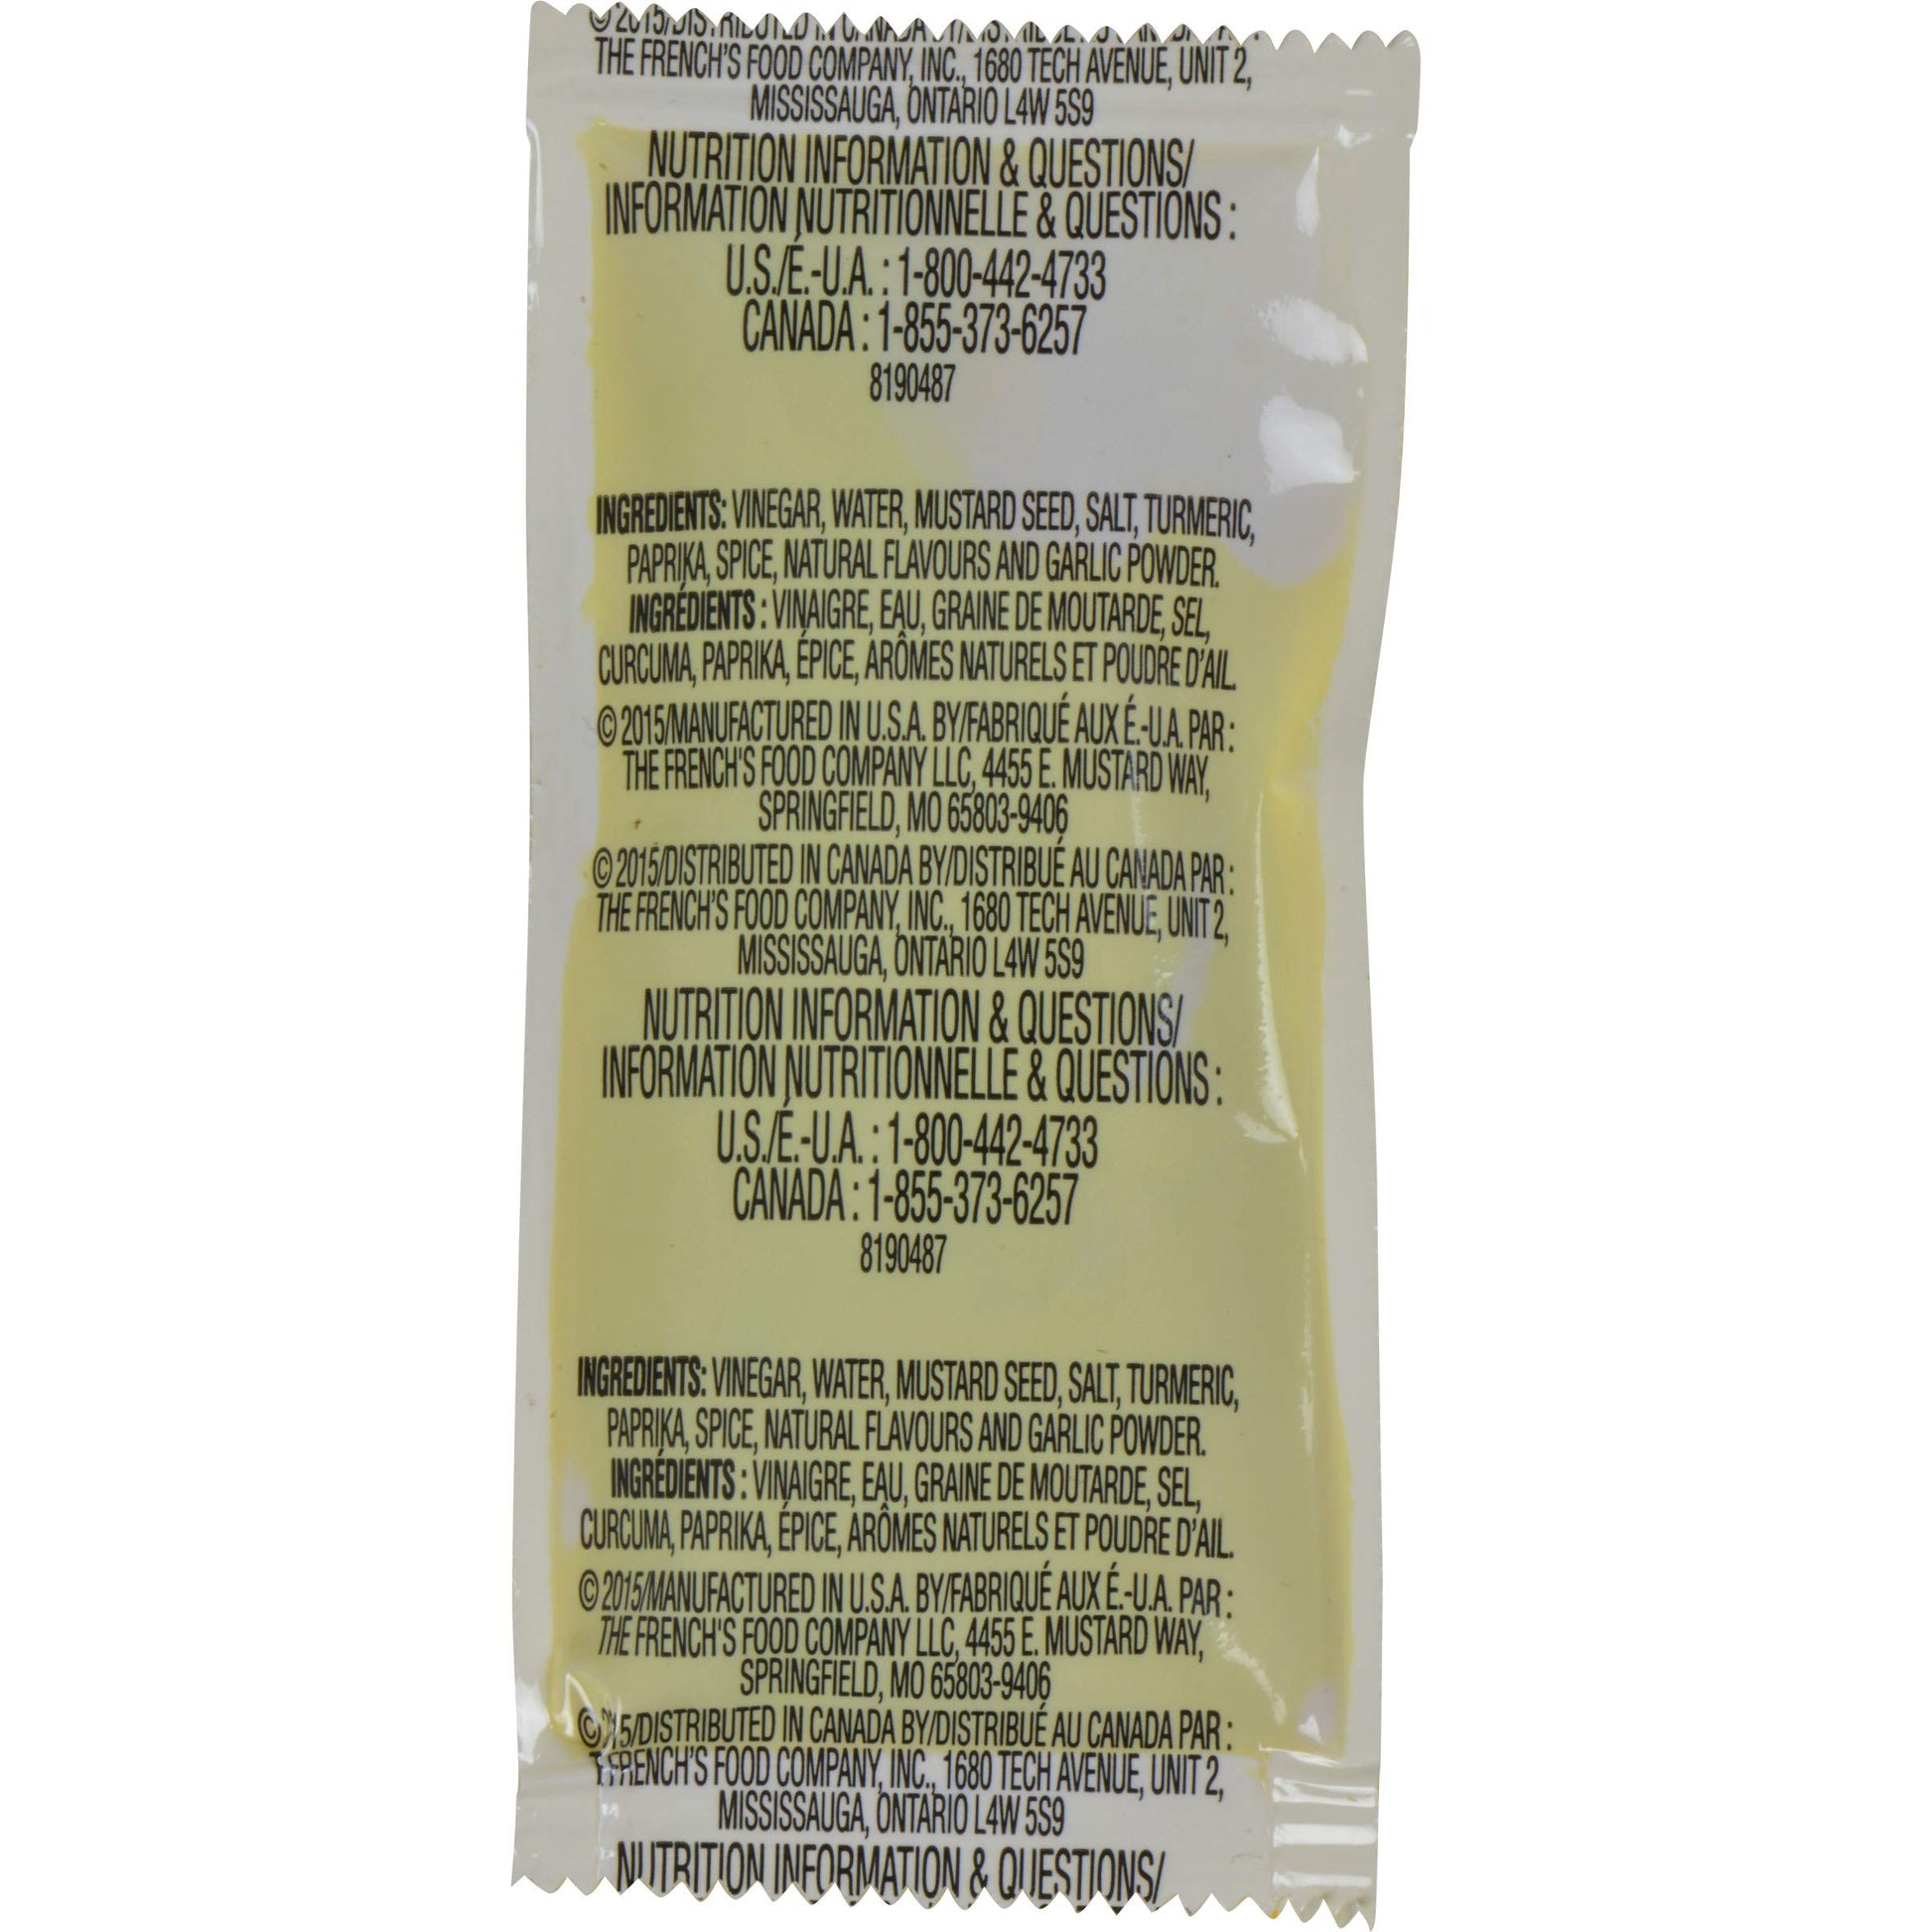 THE FRENCH'S FOOD COMPANY, INC., 1680 TECH AVENUE, UNIT 2,
MISSISSAUGA, ONTARIO L4W 5S9
NUTRITION INFORMATION & QUESTIONS/
INFORMATION NUTRITIONNELLE & QUESTIONS :
U.S./É.-U.A. : 1-800-442-4733
CANADA : 1-855-373-6257
8190487
INGREDIENTS: VINEGAR, WATER, MUSTARD SEED, SALT, TURMERIC,
PAPRIKA, SPICE, NATURAL FLAVOURS AND GARLIC POWDER.
INGRÉDIENTS : VINAIGRE, EAU, GRAINE DE MOUTARDE, SEL,
CURCUMA, PAPRIKA, ÉPICE, ARÔMES NATURELS ET POUDRE D'AIL.
© 2015/MANUFACTURED IN U.S.A. BY/FABRIQUÉ AUX É.-U.A. PAR :
THE FRENCH'S FOOD COMPANY LLC, 4455 E. MUSTARD WAY,
SPRINGFIELD, MO 65803-9406
© 2015/DISTRIBUTED IN CANADA BY/DISTRIBUÉ AU CANADA PAR :
THE FRENCH'S FOOD COMPANY, INC., 1680 TECH AVENUE, UNIT 2,
MISSISSAUGA, ONTARIO L4W 5S9
NUTRITION INFORMATION & QUESTIONS/
INFORMATION NUTRITIONNELLE & QUESTIONS :
U.S./É.-U.A. : 1-800-442-4733
CANADA : 1-855-373-6257
8190487
INGREDIENTS: VINEGAR, WATER, MUSTARD SEED, SALT, TURMERIC,
PAPRIKA, SPICE, NATURAL FLAVOURS AND GARLIC POWDER.
INGRÉDIENTS : VINAIGRE, EAU, GRAINE DE MOUTARDE, SEL,
CURCUMA, PAPRIKA, ÉPICE, ARÔMES NATURELS ET POUDRE D'AIL.
© 2015/MANUFACTURED IN U.S.A. BY/FABRIQUÉ AUX É.-U.A. PAR :
THE FRENCH'S FOOD COMPANY LLC, 4455 E. MUSTARD WAY,
SPRINGFIELD, MO 65803-9406
DISTRIBUTED IN CANADA BY/DISTRIBUÉ AU CANADA PAR :
FRENCH'S FOOD COMPANY, INC., 1680 TECH AVENUE, UNIT 2,
MISSISSAUGA, ONTARIO L4W 5S9
NUTRITION INFORMATION & QUESTIONS/